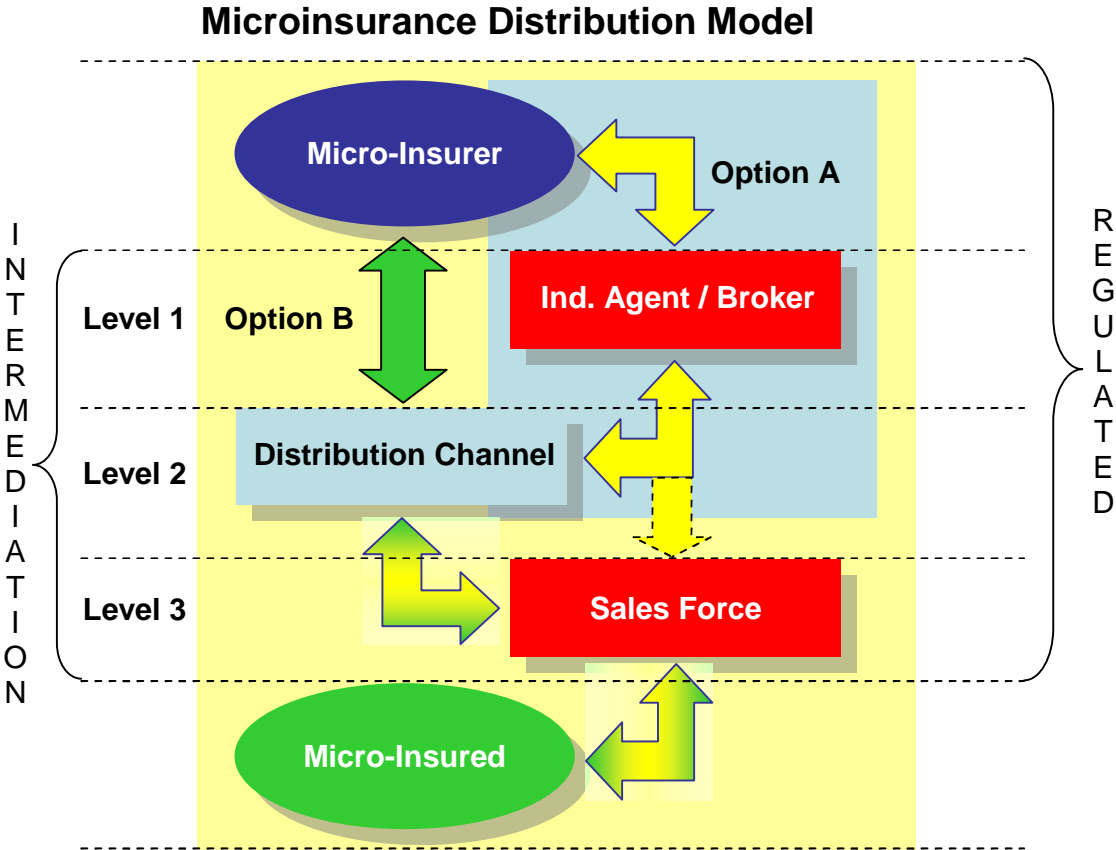 Microinsurance Distribution Model
Micro-Insurer
Option A
INTERMEDIATION
REGULATED
Level 1
Option B
Ind. Agent / Broker
Level 2
Distribution Channel
Level 3
Sales Force
Micro-Insured